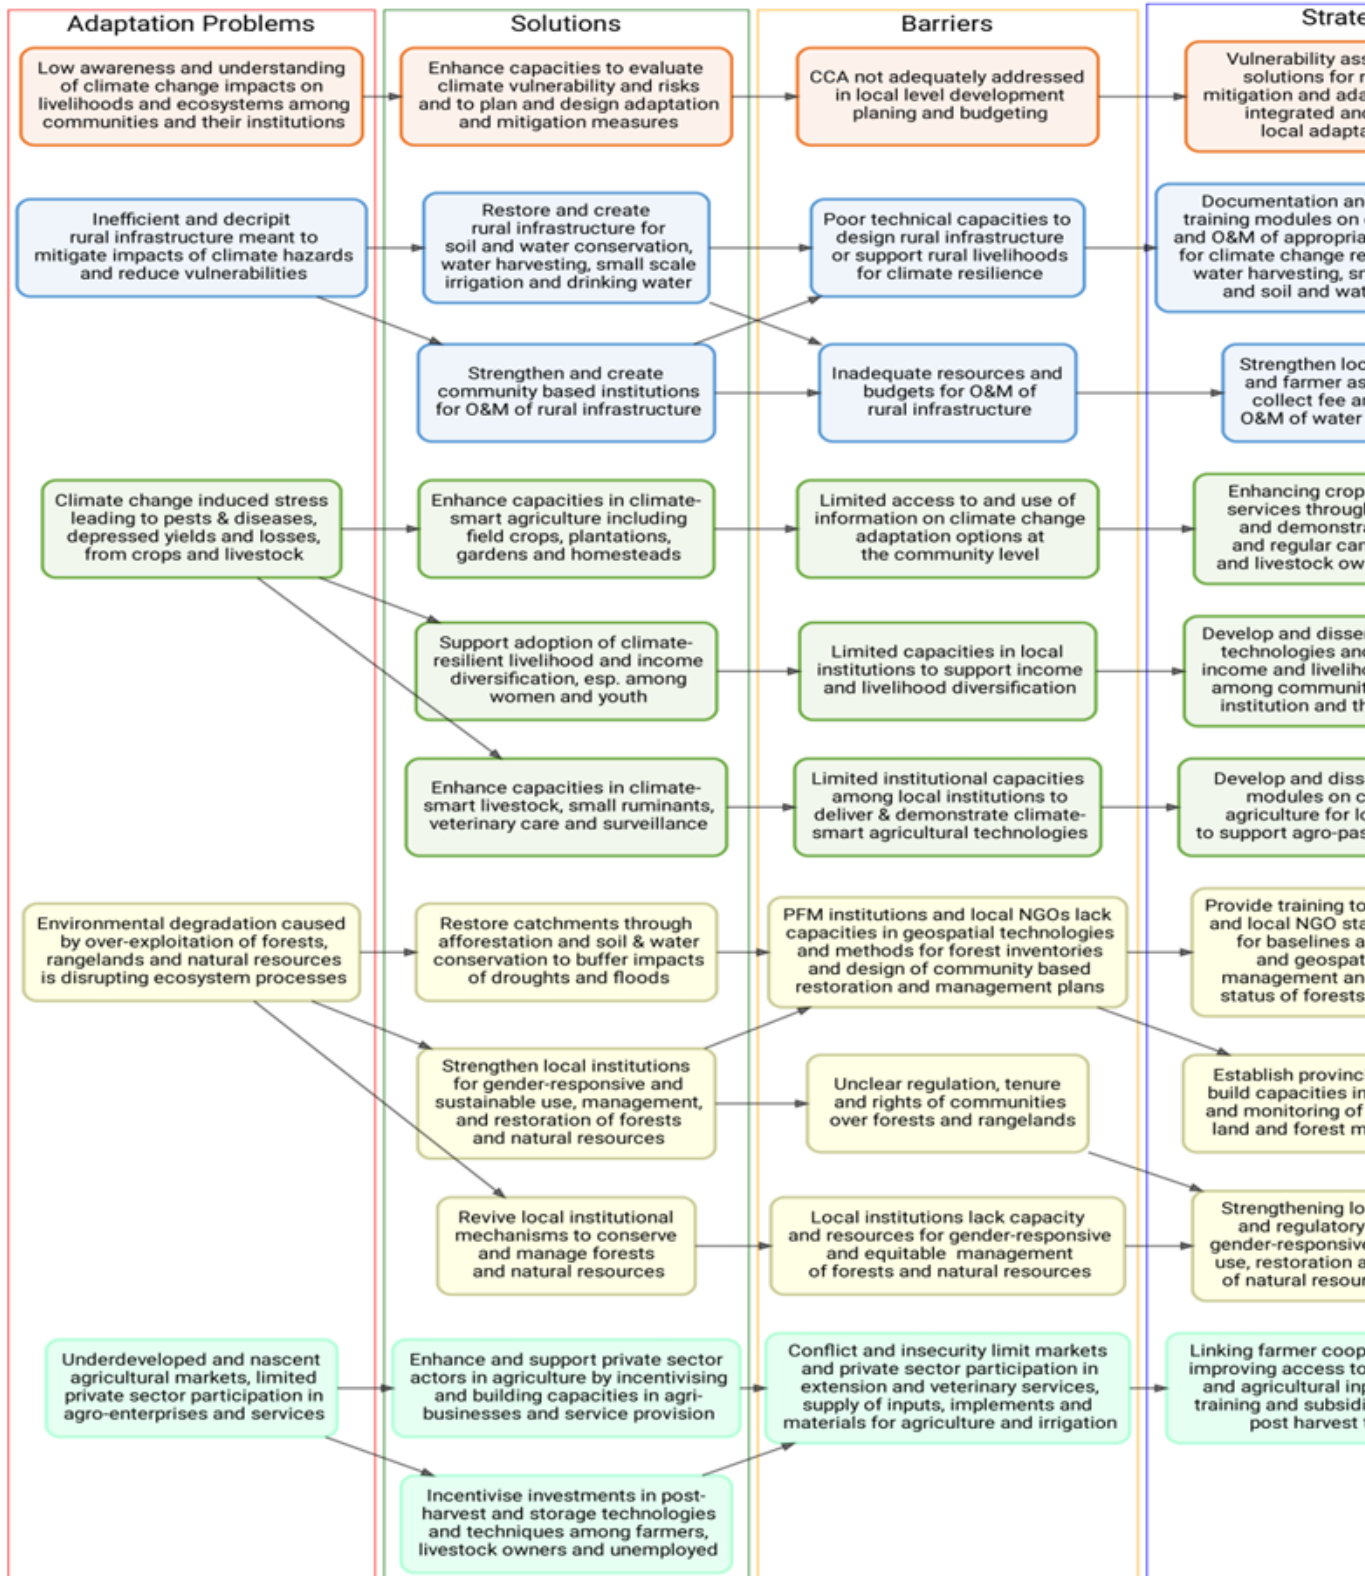 Adaptation Problems
Solutions
Barriers
Strate
Low awareness and understanding
of climate change impacts on
livelihoods and ecosystems among
communities and their institutions
Enhance capacities to evaluate
climate vulnerability and risks
and to plan and design adaptation
and mitigation measures
CCA not adequately addressed
in local level development
planing and budgeting
Vulnerability ass
solutions for
mitigation and ada
integrated and
local adapta
Inefficient and decripit
rural infrastructure meant to
mitigate impacts of climate hazards
and reduce vulnerabilities
Restore and create
rural infrastructure for
soil and water conservation,
water harvesting, small scale
irrigation and drinking water
Poor technical capacities to
design rural infrastructure
or support rural livelihoods
for climate resilience
Documentation an
training modules on
and O&M of appropria
for climate change re
water harvesting, sm
and soil and wat
Strengthen and create
community based institutions
for O&M of rural infrastructure
Inadequate resources and
budgets for O&M of
rural infrastructure
Strengthen loc
and farmer as
collect fee an
O&M of water
Climate change induced stress
leading to pests & diseases,
depressed yields and losses,
from crops and livestock
Enhance capacities in climate-
smart agriculture including
field crops, plantations,
gardens and homesteads
Limited access to and use of
information on climate change
adaptation options at
the community level
Enhancing crop
services through
and demonstra
and regular cam
and livestock ow
Support adoption of climate-
resilient livelihood and income
diversification, esp. among
women and youth
Limited capacities in local
institutions to support income
and livelihood diversification
Develop and disse
technologies and
income and liveliho
among communit
institution and th
Enhance capacities in climate-
smart livestock, small ruminants,
veterinary care and surveillance
Limited institutional capacities
among local institutions to
deliver & demonstrate climate-
smart agricultural technologies
Develop and diss
modules on c
agriculture for lo
to support agro-pas
Environmental degradation caused
by over-exploitation of forests,
rangelands and natural resources
is disrupting ecosystem processes
Restore catchments through
afforestation and soil & water
conservation to buffer impacts
of droughts and floods
PFM institutions and local NGOs lack
capacities in geospatial technologies
and methods for forest inventories
and design of community based
restoration and management plans
Provide training to
and local NGO sta
for baselines a
and geospat
management an
status of forests
Strengthen local institutions
for gender-responsive and
sustainable use, management,
and restoration of forests
and natural resources
Unclear regulation, tenure
and rights of communities
over forests and rangelands
Establish provinc
build capacities in
and monitoring of
land and forest m
Revive local institutional
mechanisms to conserve
and manage forests
and natural resources
Local institutions lack capacity
and resources for gender-responsive
and equitable management
of forests and natural resources
Strengthening lo
and regulatory
gender-responsive
use, restoration a
of natural resour
Underdeveloped and nascent
agricultural markets, limited
private sector participation in
agro-enterprises and services
Enhance and support private sector
actors in agriculture by incentivising
and building capacities in agri-
businesses and service provision
Conflict and insecurity limit markets
and private sector participation in
extension and veterinary services,
supply of inputs, implements and
materials for agriculture and irrigation
Linking farmer coop
improving access to
and agricultural inp
training and subsidi
post harvest
Incentivise investments in post-
harvest and storage technologies
and techniques among farmers,
livestock owners and unemployed